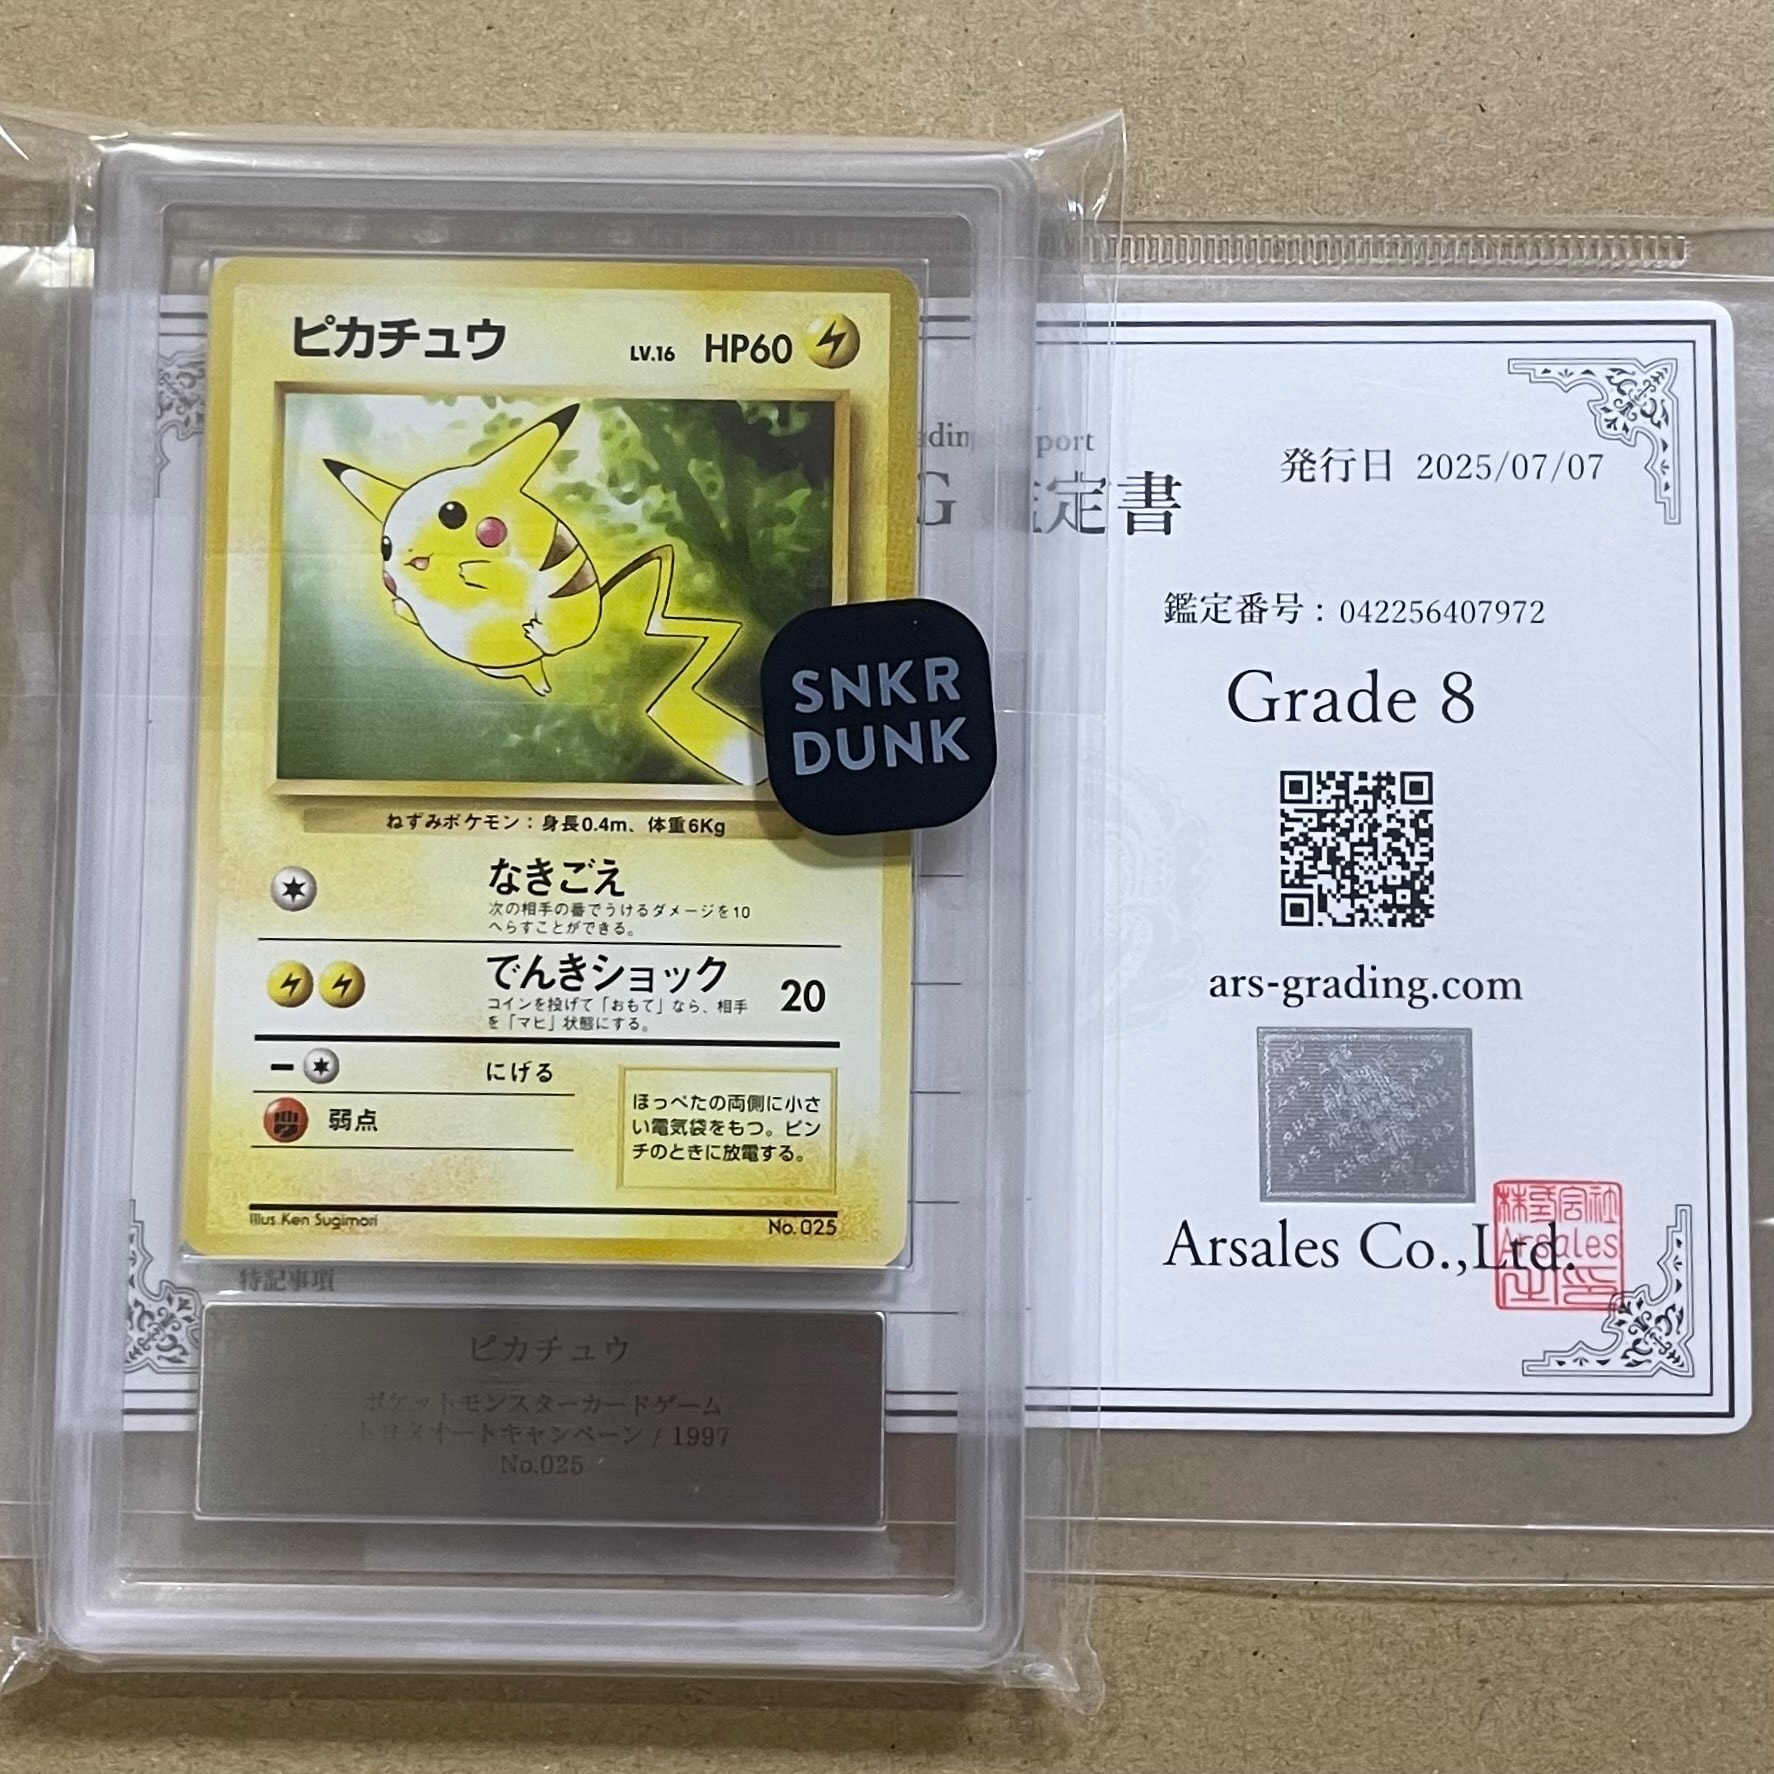 ピカチュウ LV.16 HP60
ねずみポケモン：身長0.4m、体重6Kg
なきごえ
次の相手の番でうけるダメージを10
へらすことができる。
でんきショック 20
コインを投げて「おもて」なら、相手
を「マヒ」状態にする。
にげる
弱点
ほっぺたの両側に小さ
い電気袋をもつ。ピン
チのときに放電する。
Illus. Ken Sugimori No. 025
SNKR
DUNK
特記事項
ピカチュウ
ポケットモンスターカードゲーム
トヨタオートキャンペーン / 1997
No.025
発行日 2025/07/07
定書
鑑定番号：042256407972
Grade 8
ars-grading.com
Arsales Co.,Ltd.
株式会社
Arsales